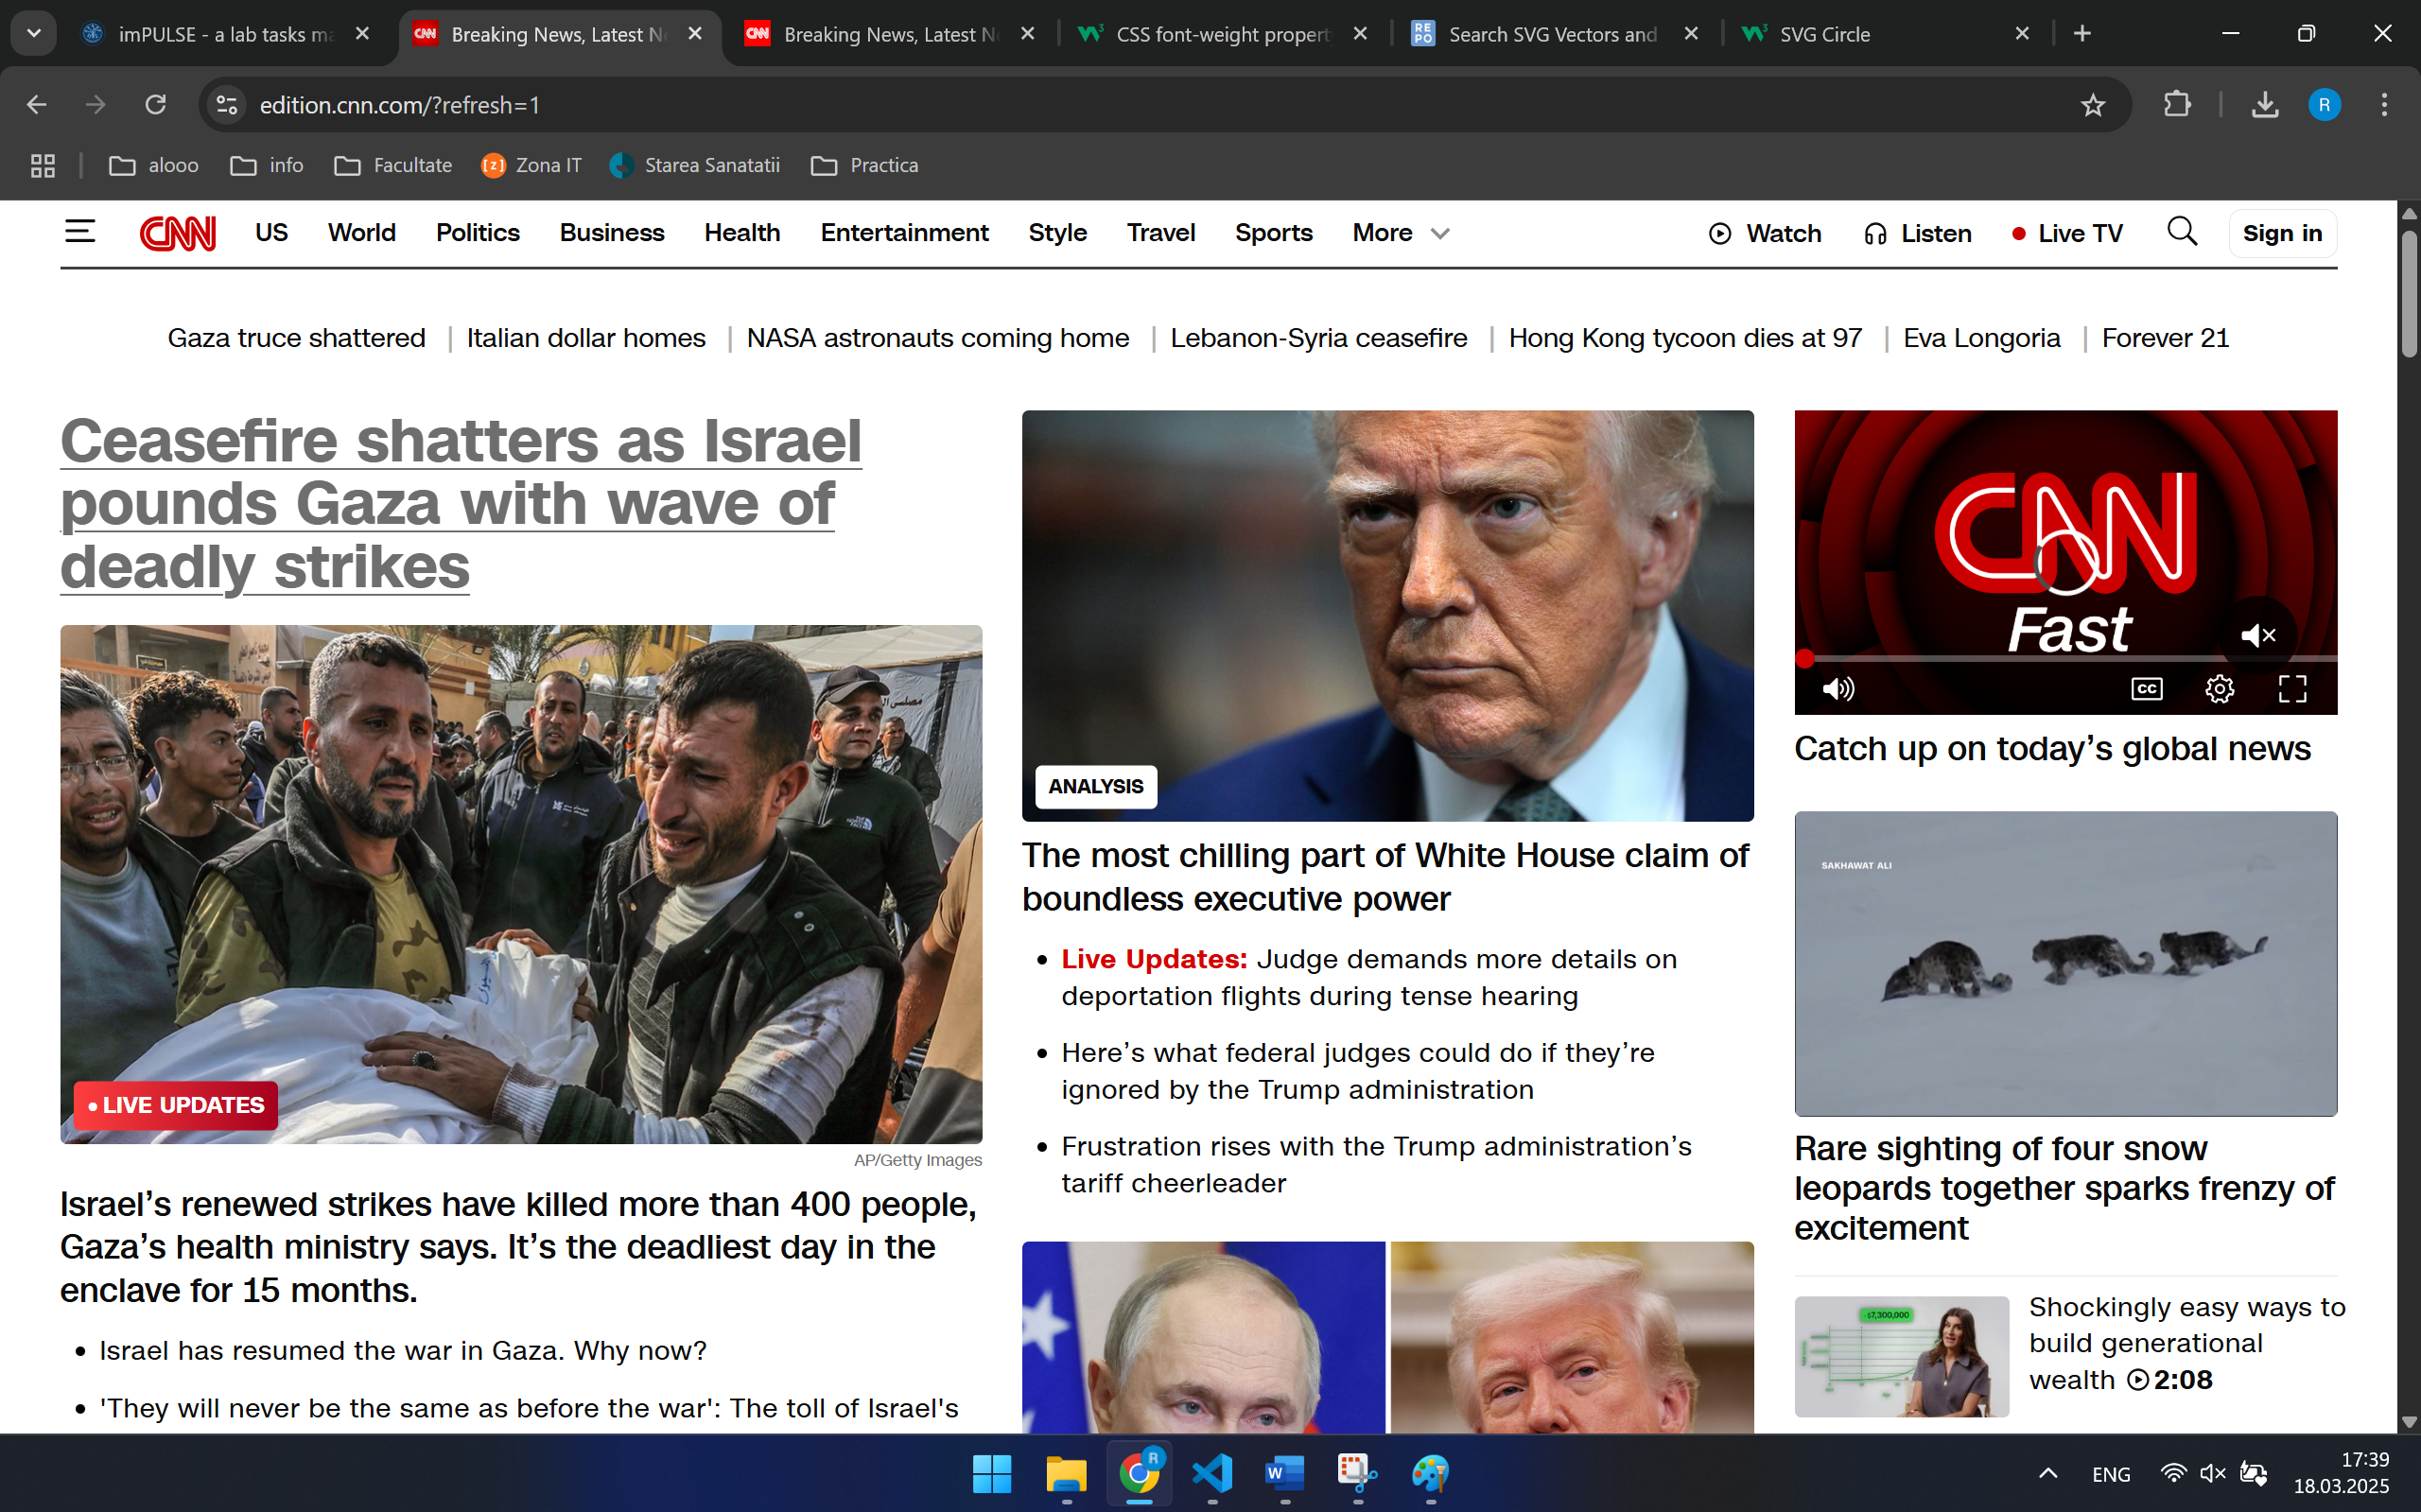 imPULSE - a lab tasks ma
Breaking News, Latest N
Breaking News, Latest N
CSS font-weight propert
Search SVG Vectors and
SVG Circle
edition.cnn.com/?refresh=1
R
alooo
info
Facultate
Zona IT
Starea Sanatatii
Practica
CNN
US
World
Politics
Business
Health
Entertainment
Style
Travel
Sports
More
Watch
Listen
Live TV
Sign in
Gaza truce shattered
Italian dollar homes
NASA astronauts coming home
Lebanon-Syria ceasefire
Hong Kong tycoon dies at 97
Eva Longoria
Forever 21
Ceasefire shatters as Israel
pounds Gaza with wave of
deadly strikes
• LIVE UPDATES
AP/Getty Images
Israel’s renewed strikes have killed more than 400 people,
Gaza’s health ministry says. It’s the deadliest day in the
enclave for 15 months.
• Israel has resumed the war in Gaza. Why now?
• 'They will never be the same as before the war': The toll of Israel's
ANALYSIS
The most chilling part of White House claim of
boundless executive power
• Live Updates: Judge demands more details on
deportation flights during tense hearing
• Here’s what federal judges could do if they’re
ignored by the Trump administration
• Frustration rises with the Trump administration’s
tariff cheerleader
CNN
Fast
CC
Catch up on today’s global news
SAKHAWAT ALI
Rare sighting of four snow
leopards together sparks frenzy of
excitement
$7,300,000
Shockingly easy ways to
build generational
wealth 2:08
R
W
ENG
17:39
18.03.2025